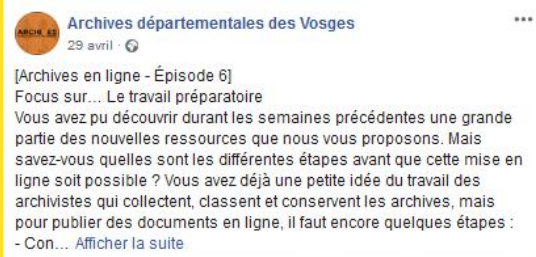 ARCHI_ES
Archives départementales des Vosges
29 avril ·
[Archives en ligne - Épisode 6]
Focus sur… Le travail préparatoire
Vous avez pu découvrir durant les semaines précédentes une grande
partie des nouvelles ressources que nous vous proposons. Mais
savez-vous quelles sont les différentes étapes avant que cette mise en
ligne soit possible ? Vous avez déjà une petite idée du travail des
archivistes qui collectent, classent et conservent les archives, mais
pour publier des documents en ligne, il faut encore quelques étapes :
- Con… Afficher la suite